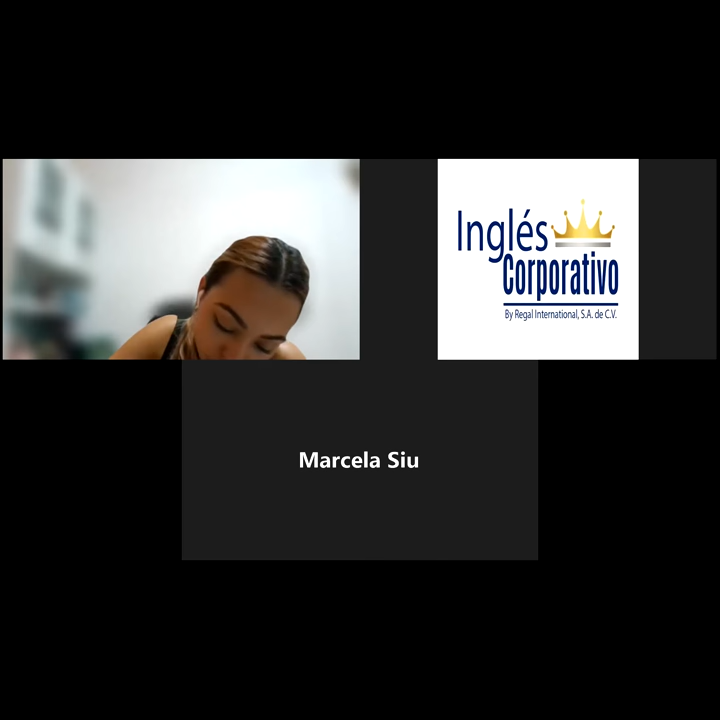 Inglés
Corporativo
By Regal International, S.A. de C.V.
Marcela Siu